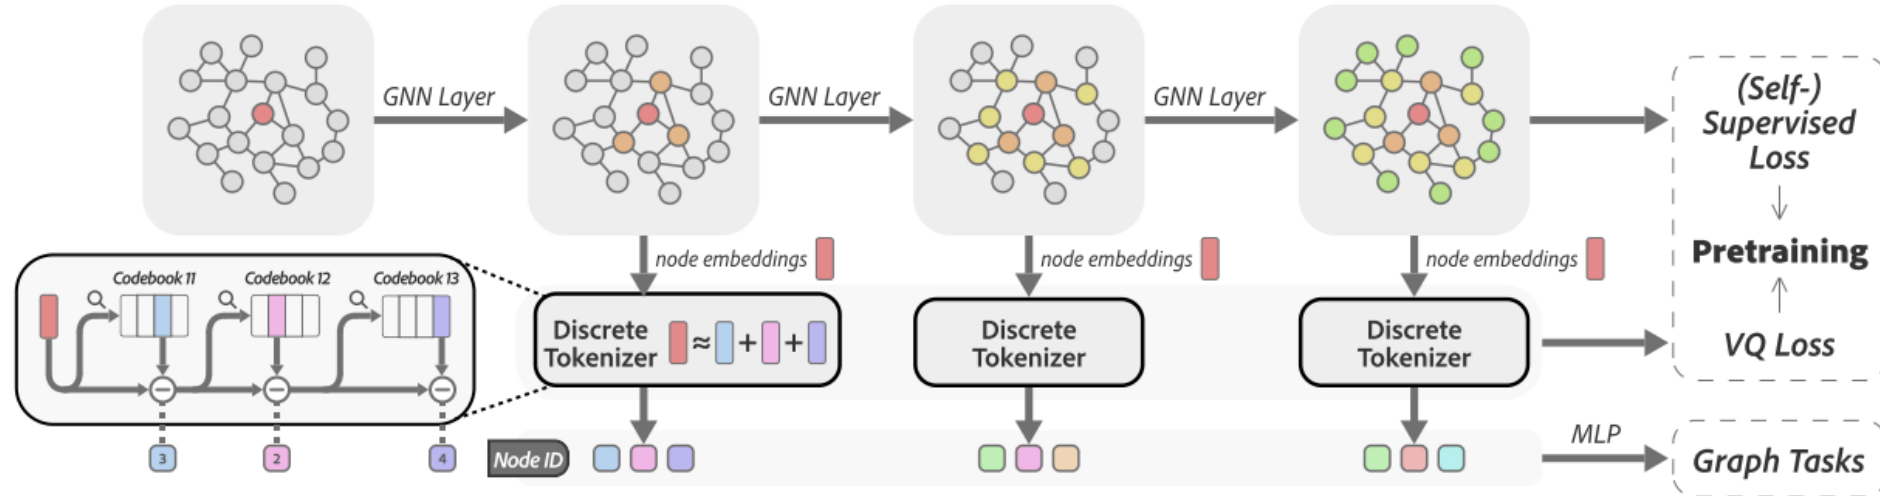 GNN Layer
GNN Layer
GNN Layer
(Self-)
Supervised
Loss
Pretraining
VQ Loss
node embeddings
node embeddings
node embeddings
Codebook 11
Codebook 12
Codebook 13
Discrete
Tokenizer
≈ + +
Discrete
Tokenizer
Discrete
Tokenizer
3
2
4
Node ID
MLP
Graph Tasks